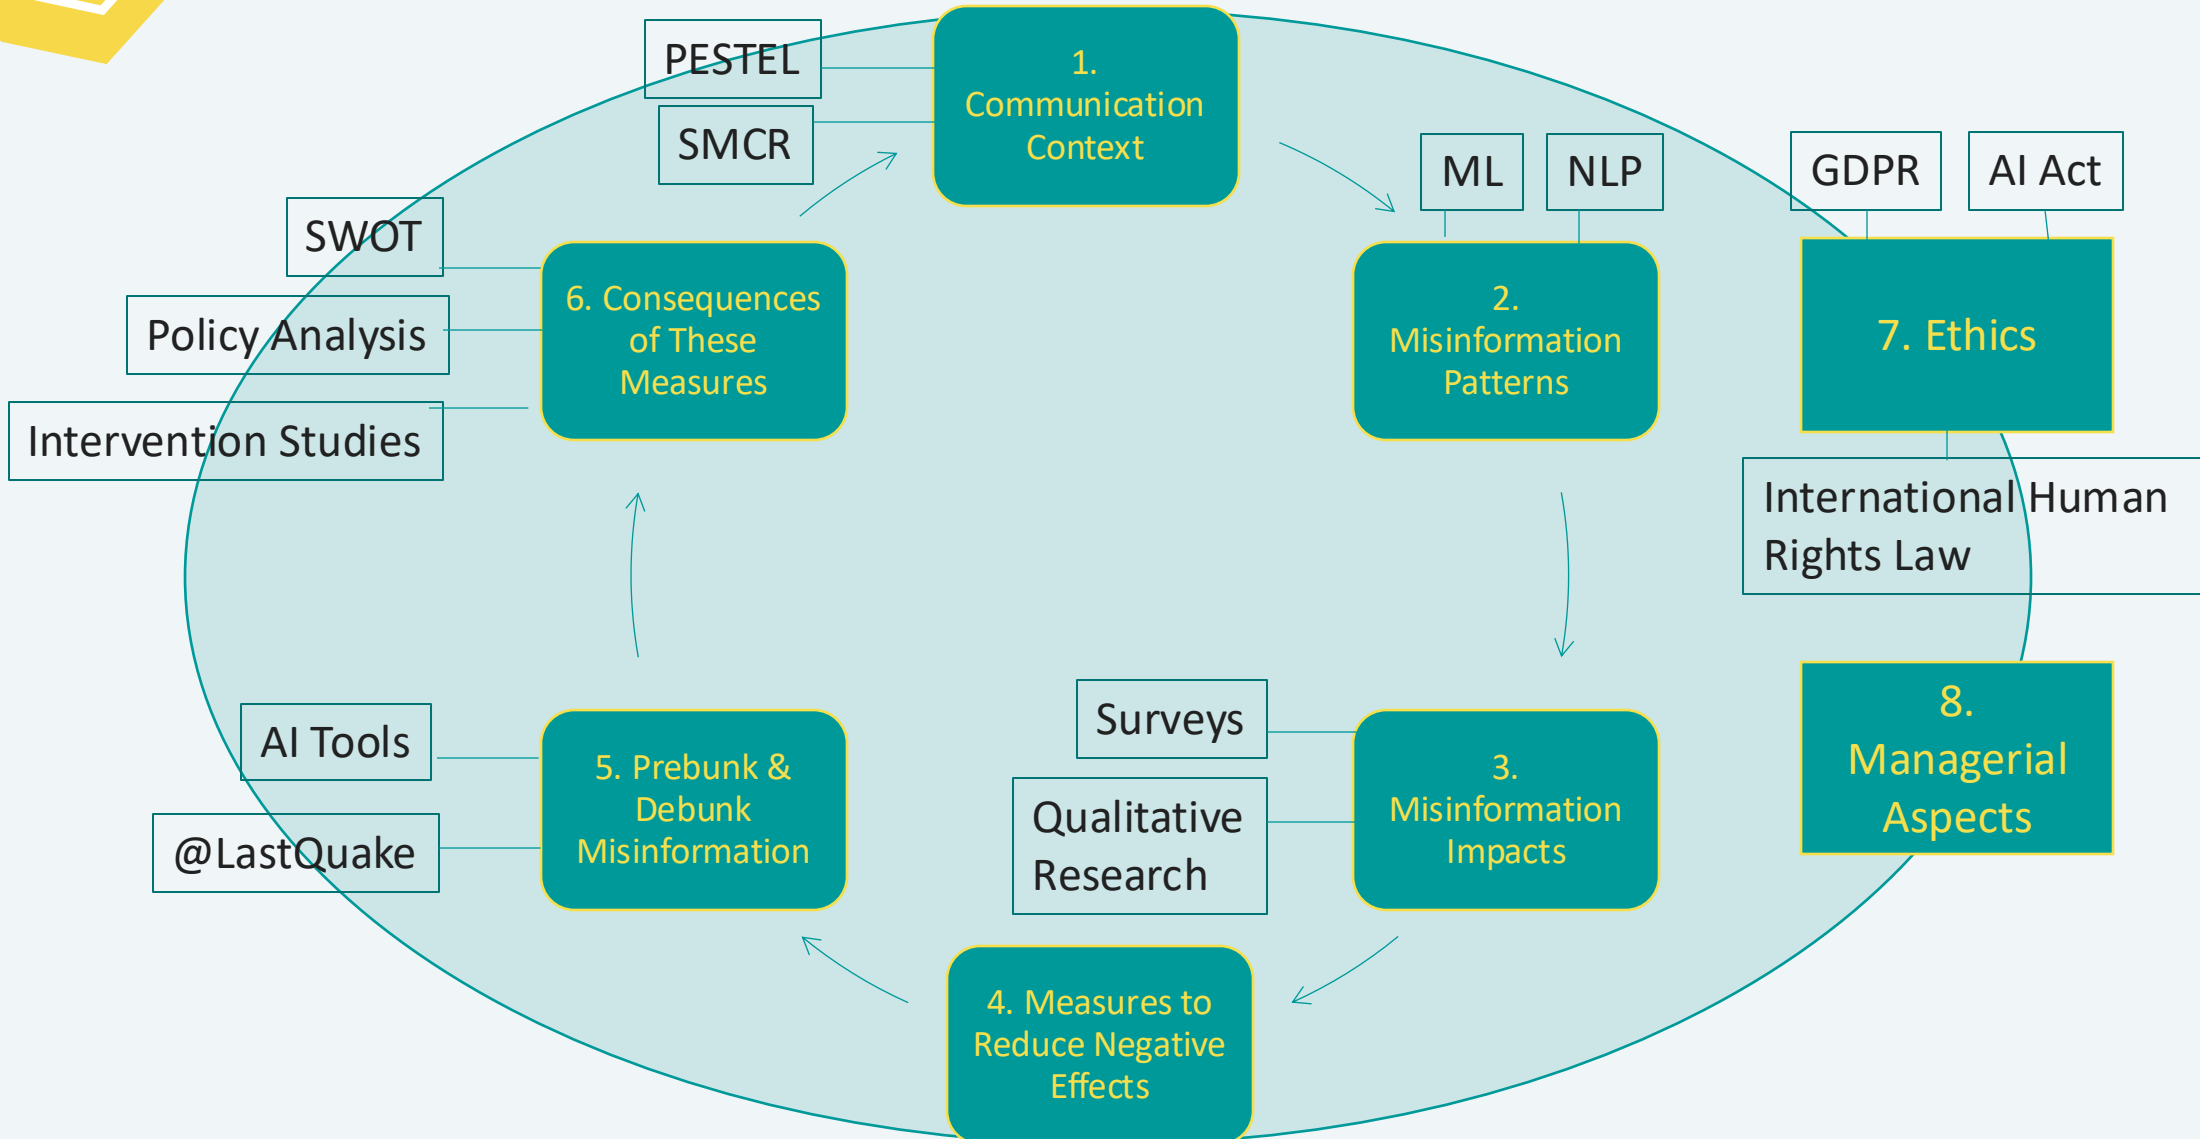 PESTEL
SMCR
1.
Communication
Context
ML
NLP
GDPR
AI Act
SWOT
Policy Analysis
Intervention Studies
6. Consequences
of These
Measures
2.
Misinformation
Patterns
7. Ethics
International Human
Rights Law
AI Tools
@LastQuake
5. Prebunk &
Debunk
Misinformation
Surveys
Qualitative
Research
3.
Misinformation
Impacts
8.
Managerial
Aspects
4. Measures to
Reduce Negative
Effects